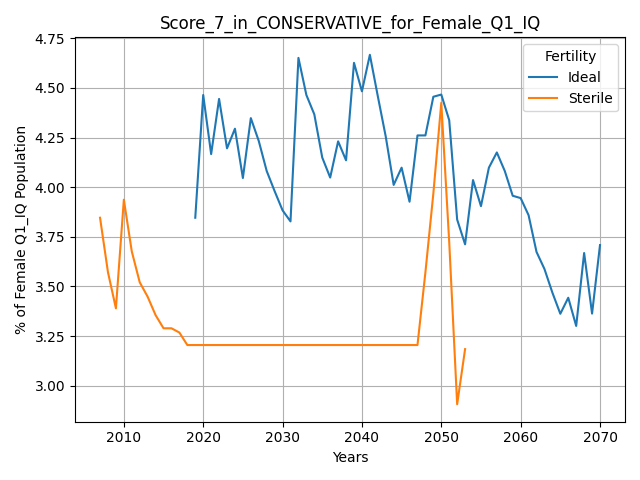 Score_7_in_CONSERVATIVE_for_Female_Q1_IQ
% of Female Q1_IQ Population
4.75
4.50
4.25
4.00
3.75
3.50
3.25
3.00
Fertility
Ideal
Sterile
2010 2020 2030 2040 2050 2060 2070
Years